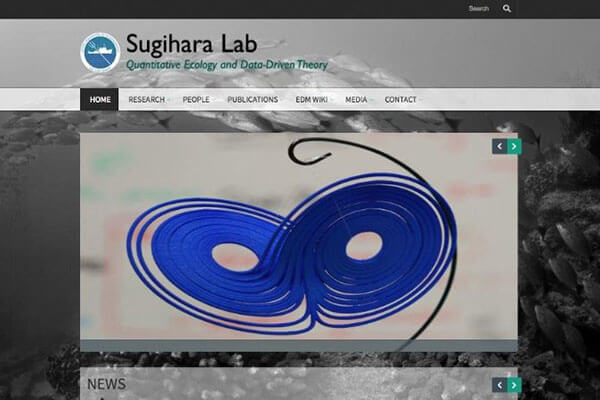 Search
Sugihara Lab
Quantitative Ecology and Data-Driven Theory
HOME RESEARCH PEOPLE PUBLICATIONS EDM WIKI MEDIA CONTACT
NEWS